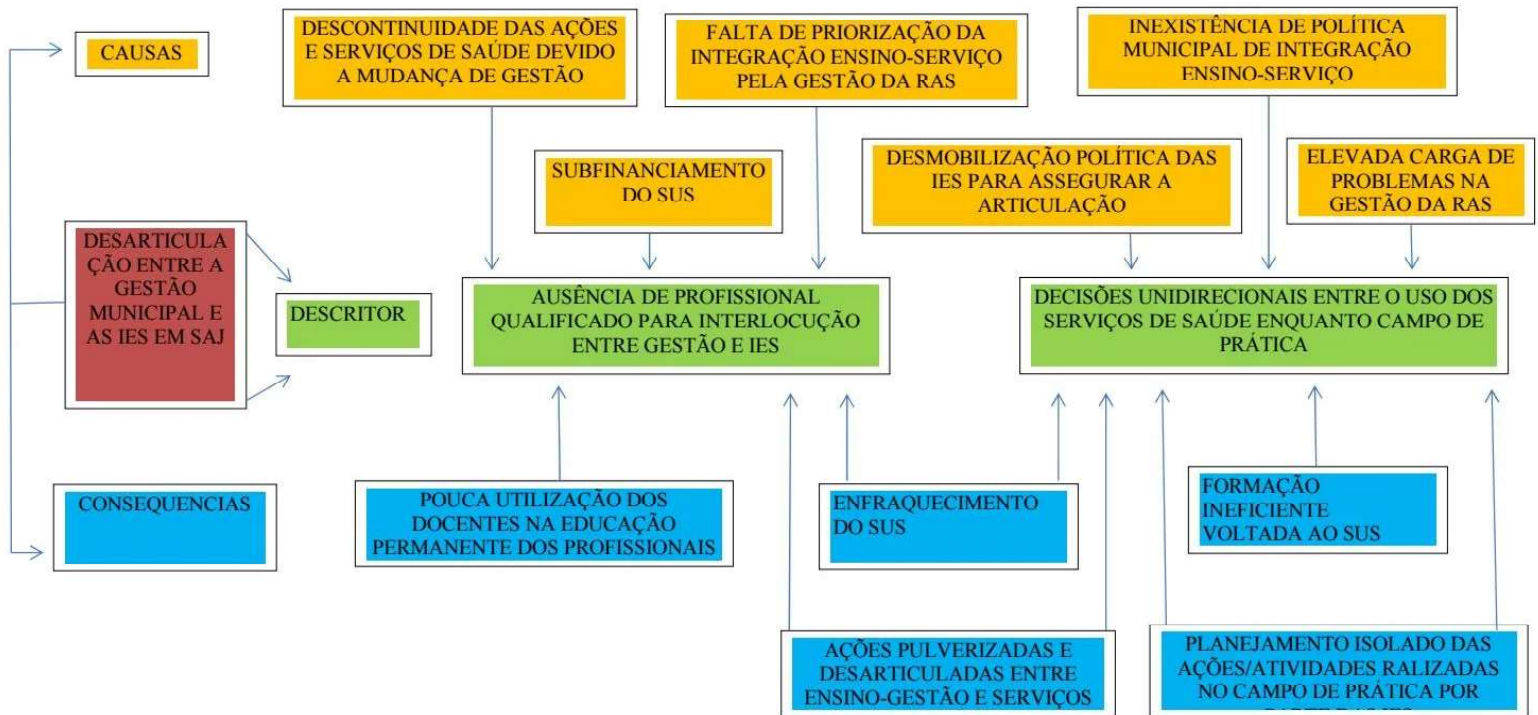 CAUSAS
DESCONTINUIDADE DAS AÇÕES
E SERVIÇOS DE SAÚDE DEVIDO
A MUDANÇA DE GESTÃO
FALTA DE PRIORIZAÇÃO DA
INTEGRAÇÃO ENSINO-SERVIÇO
PELA GESTÃO DA RAS
INEXISTÊNCIA DE POLÍTICA
MUNICIPAL DE INTEGRAÇÃO
ENSINO-SERVIÇO
SUBFINANCIAMENTO
DO SUS
DESMOBILIZAÇÃO POLÍTICA DAS
IES PARA ASSEGURAR A
ARTICULAÇÃO
ELEVADA CARGA DE
PROBLEMAS NA
GESTÃO DA RAS
DESARTICULA
ÇÃO ENTRE A
GESTÃO
MUNICIPAL E
AS IES EM SAJ
DESCRITOR
AUSÊNCIA DE PROFISSIONAL
QUALIFICADO PARA INTERLOCUÇÃO
ENTRE GESTÃO E IES
DECISÕES UNIDIRECIONAIS ENTRE O USO DOS
SERVIÇOS DE SAÚDE ENQUANTO CAMPO DE
PRÁTICA
CONSEQUENCIAS
POUCA UTILIZAÇÃO DOS
DOCENTES NA EDUCAÇÃO
PERMANENTE DOS PROFISSIONAIS
ENFRAQUECIMENTO
DO SUS
FORMAÇÃO
INEFICIENTE
VOLTADA AO SUS
AÇÕES PULVERIZADAS E
DESARTICULADAS ENTRE
ENSINO-GESTÃO E SERVIÇOS
PLANEJAMENTO ISOLADO DAS
AÇÕES/ATIVIDADES RALIZADAS
NO CAMPO DE PRÁTICA POR